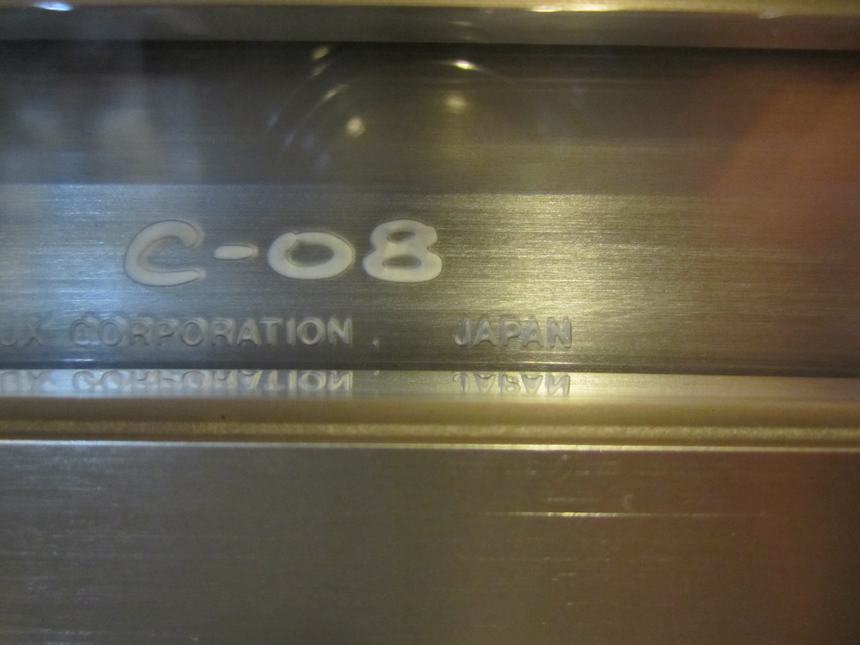 C-08
UX CORPORATION. JAPAN